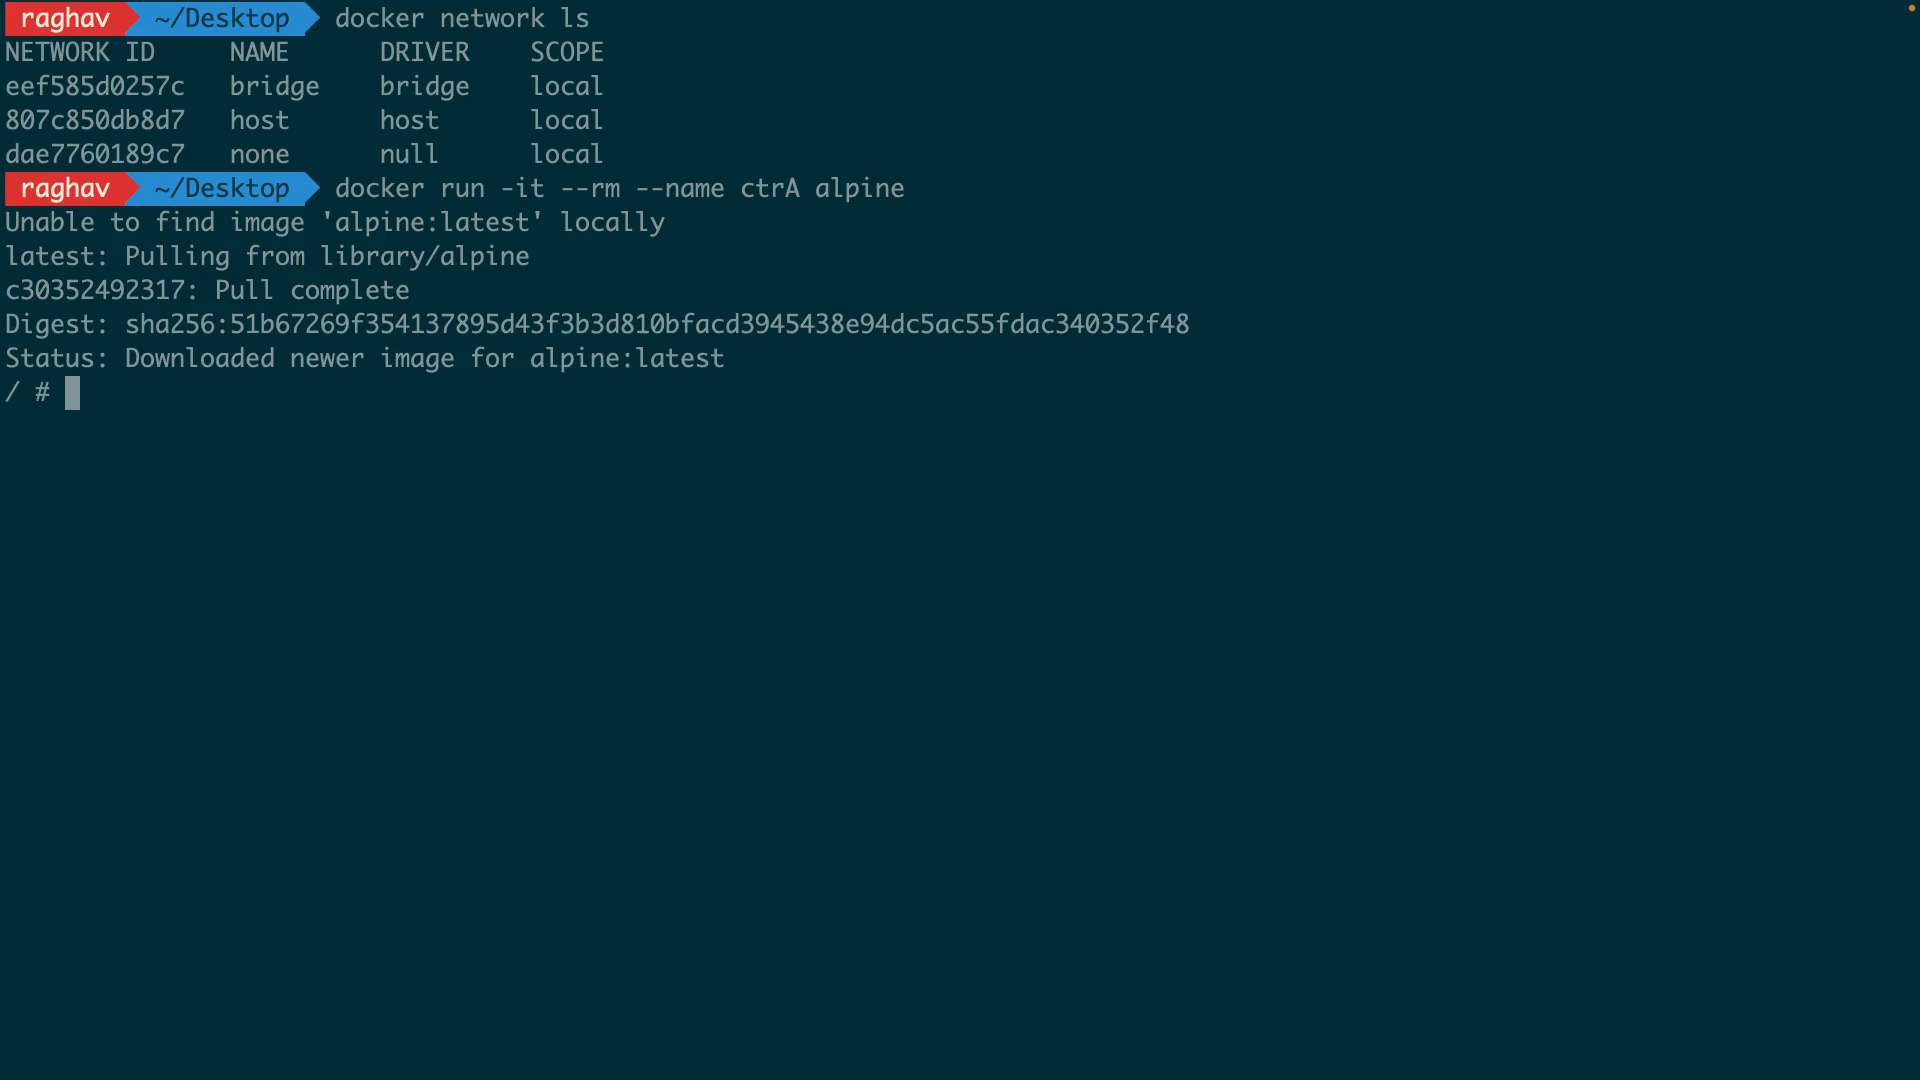 raghav ~/Desktop docker network ls
NETWORK ID NAME DRIVER SCOPE
eef585d0257c bridge bridge local
807c850db8d7 host host local
dae7760189c7 none null local
raghav ~/Desktop docker run -it --rm --name ctrA alpine
Unable to find image 'alpine:latest' locally
latest: Pulling from library/alpine
c30352492317: Pull complete
Digest: sha256:51b67269f354137895d43f3b3d810bfacd3945438e94dc5ac55fdac340352f48
Status: Downloaded newer image for alpine:latest
/ #